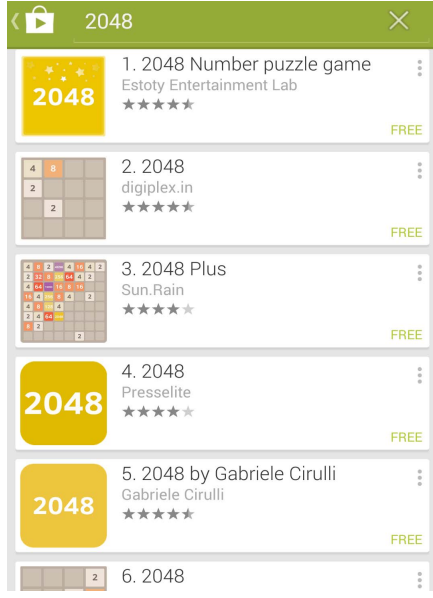 2048
2048
1. 2048 Number puzzle game
Estoty Entertainment Lab
FREE
4 8
2
2
2. 2048
digiplex.in
FREE
3. 2048 Plus
Sun.Rain
FREE
2048
4. 2048
Presselite
FREE
2048
5. 2048 by Gabriele Cirulli
Gabriele Cirulli
FREE
2
6. 2048